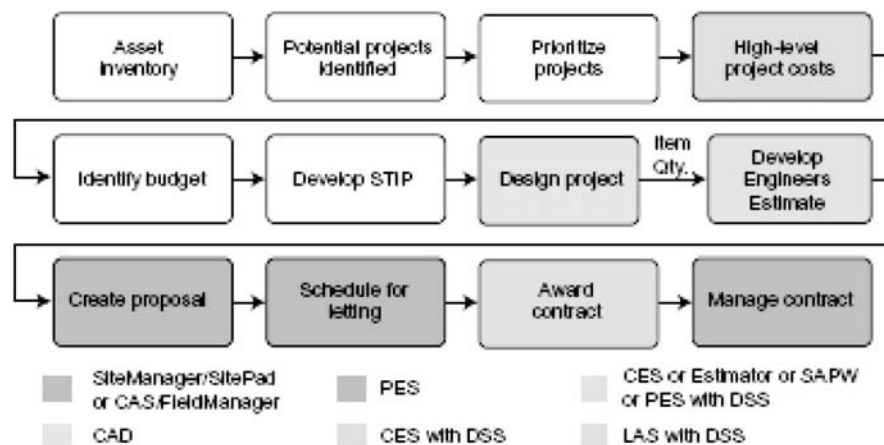 Asset
Inventory
Potential projects
identified
Prioritize
projects
High-level
project costs
Identify budget
Develop STIP
Design project
Item
Qty.
Develop
Engineers
Estimate
Create proposal
Schedule for
letting
Award
contract
Manage contract
SiteManager/SitePad
or CAS/FieldManager
PES
CES or Estimator or SAPW
or PES with DSS
CAD
CES with DSS
LAS with DSS